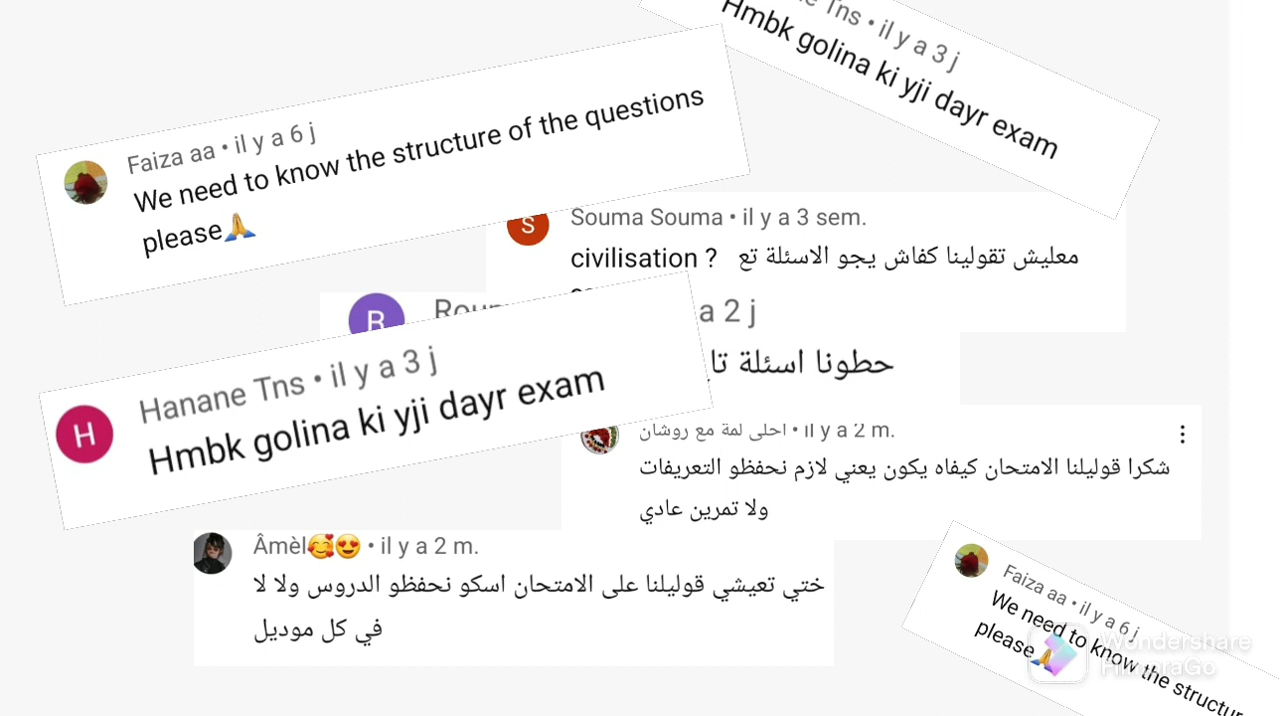 Tns • il y a 3 j
Hmbk golina ki yji dayr exam
Faiza aa • il y a 6 j
We need to know the structure of the questions
please🙏
S
Souma Souma • il y a 3 sem.
معليش تقولينا كفاش يجو الاسئلة تع civilisation ?
R
a 2 j
حطونا اسئلة
H
Hanane Tns • il y a 3 j
Hmbk golina ki yji dayr exam
احلى لمة مع روشان • il y a 2 m.
شكرا قوليلنا الامتحان كيفاه يكون يعني لازم نحفظو التعريفات
ولا تمرين عادي
Âmèl🥰😍 • il y a 2 m.
ختي تعيشي قوليلنا على الامتحان اسكو نحفظو الدروس ولا لا
في كل موديل
Faiza aa • il y a 6 j
We need to know the
please🙏
Wondershare
FilmoraGo